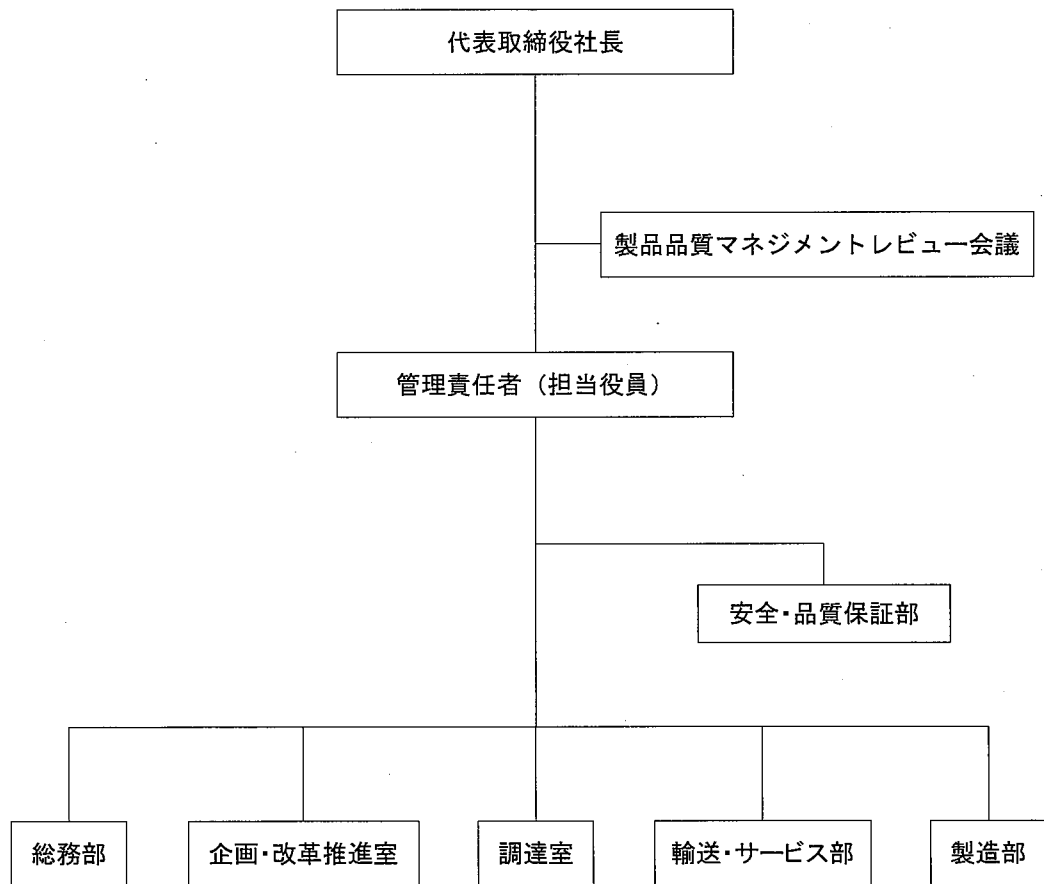 代表取締役社長
製品品質マネジメントレビュー会議
管理責任者（担当役員）
安全・品質保証部
総務部
企画・改革推進室
調達室
輸送・サービス部
製造部